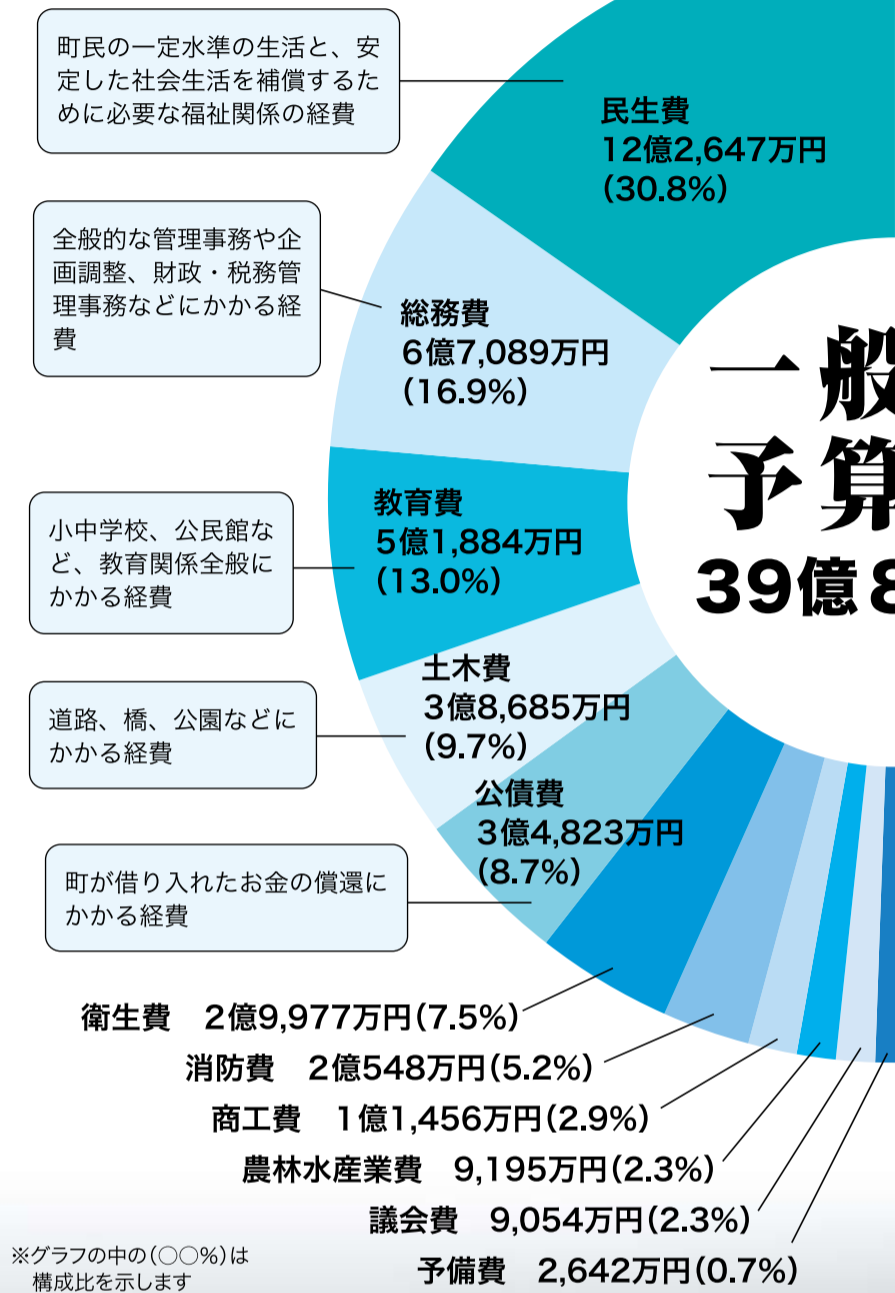 町民の一定水準の生活と、安
定した社会生活を補償するた
めに必要な福祉関係の経費
民生費
12億2,647万円
(30.8%)
全般的な管理事務や企
画調整、財政・税務管
理事務などにかかる経
費
総務費
6億7,089万円
(16.9%)
一般
予算
39億8
小中学校、公民館な
ど、教育関係全般に
かかる経費
教育費
5億1,884万円
(13.0%)
道路、橋、公園などに
かかる経費
土木費
3億8,685万円
(9.7%)
町が借り入れたお金の償還に
かかる経費
公債費
3億4,823万円
(8.7%)
衛生費 2億9,977万円(7.5%)
消防費 2億548万円(5.2%)
商工費 1億1,456万円(2.9%)
農林水産業費 9,195万円(2.3%)
議会費 9,054万円(2.3%)
予備費 2,642万円(0.7%)
※グラフの中の(○○%)は
構成比を示します